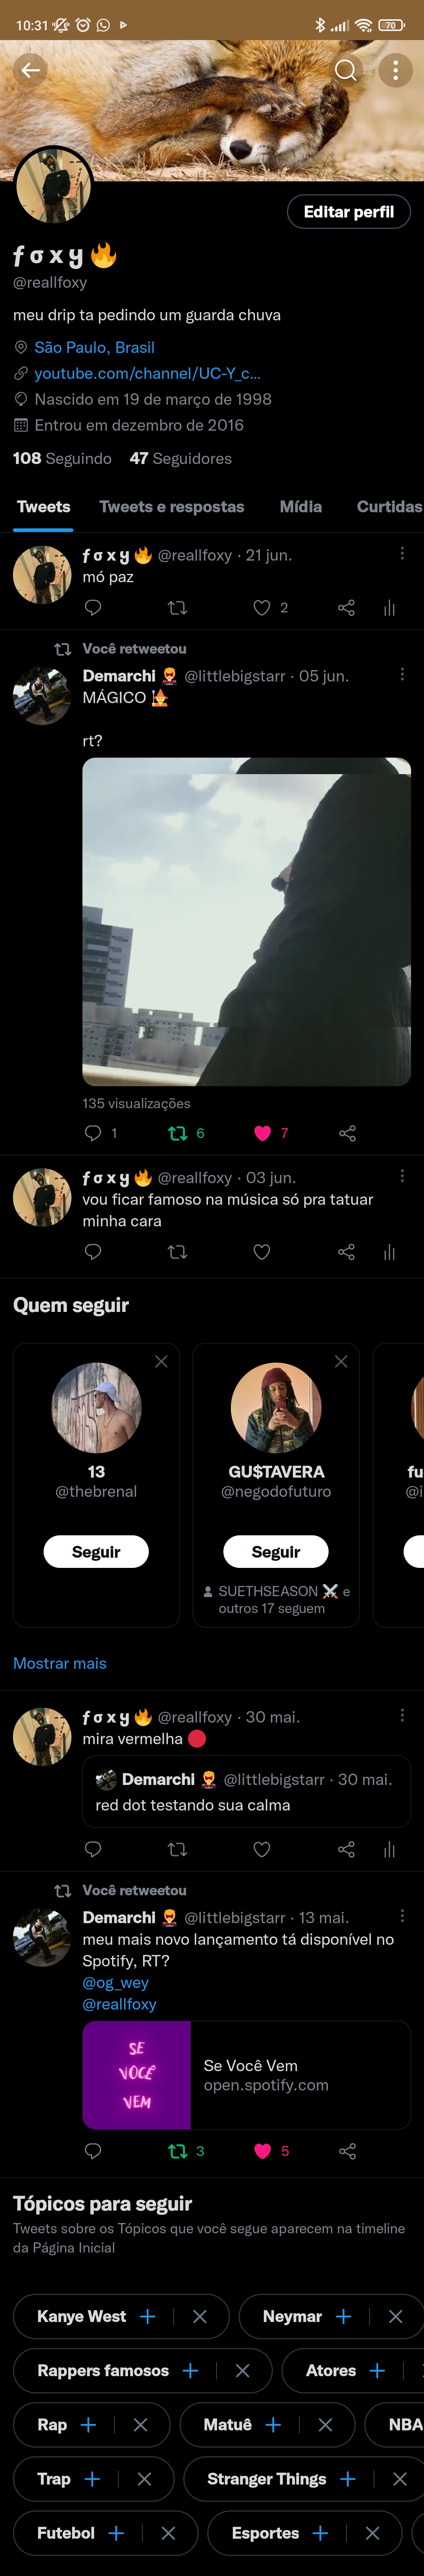 10:31
70
Editar perfil
ƒ σ x y 🔥
@reallfoxy
meu drip ta pedindo um guarda chuva
São Paulo, Brasil
youtube.com/channel/UC-Y_c...
Nascido em 19 de março de 1998
Entrou em dezembro de 2016
108 Seguindo 47 Seguidores
Tweets Tweets e respostas Mídia Curtidas
ƒ σ x y 🔥 @reallfoxy · 21 jun.
mó paz
2
Você retweetou
Demarchi @littlebigstarr · 05 jun.
MÁGICO
rt?
135 visualizações
1 6 7
ƒ σ x y 🔥 @reallfoxy · 03 jun.
vou ficar famoso na música só pra tatuar
minha cara
Quem seguir
13
@thebrenal
Seguir
GU$TAVERA
@negodofuturo
Seguir
SUETHSEASON ⚔️ e
outros 17 seguem
fu
@i
Mostrar mais
ƒ σ x y 🔥 @reallfoxy · 30 mai.
mira vermelha 🔴
Demarchi @littlebigstarr · 30 mai.
red dot testando sua calma
Você retweetou
Demarchi @littlebigstarr · 13 mai.
meu mais novo lançamento tá disponível no
Spotify, RT?
@og_wey
@reallfoxy
SE
VOCÊ
VEM
Se Você Vem
open.spotify.com
3 5
Tópicos para seguir
Tweets sobre os Tópicos que você segue aparecem na timeline
da Página Inicial
Kanye West Neymar
Rappers famosos Atores
Rap Matuê NBA
Trap Stranger Things
Futebol Esportes